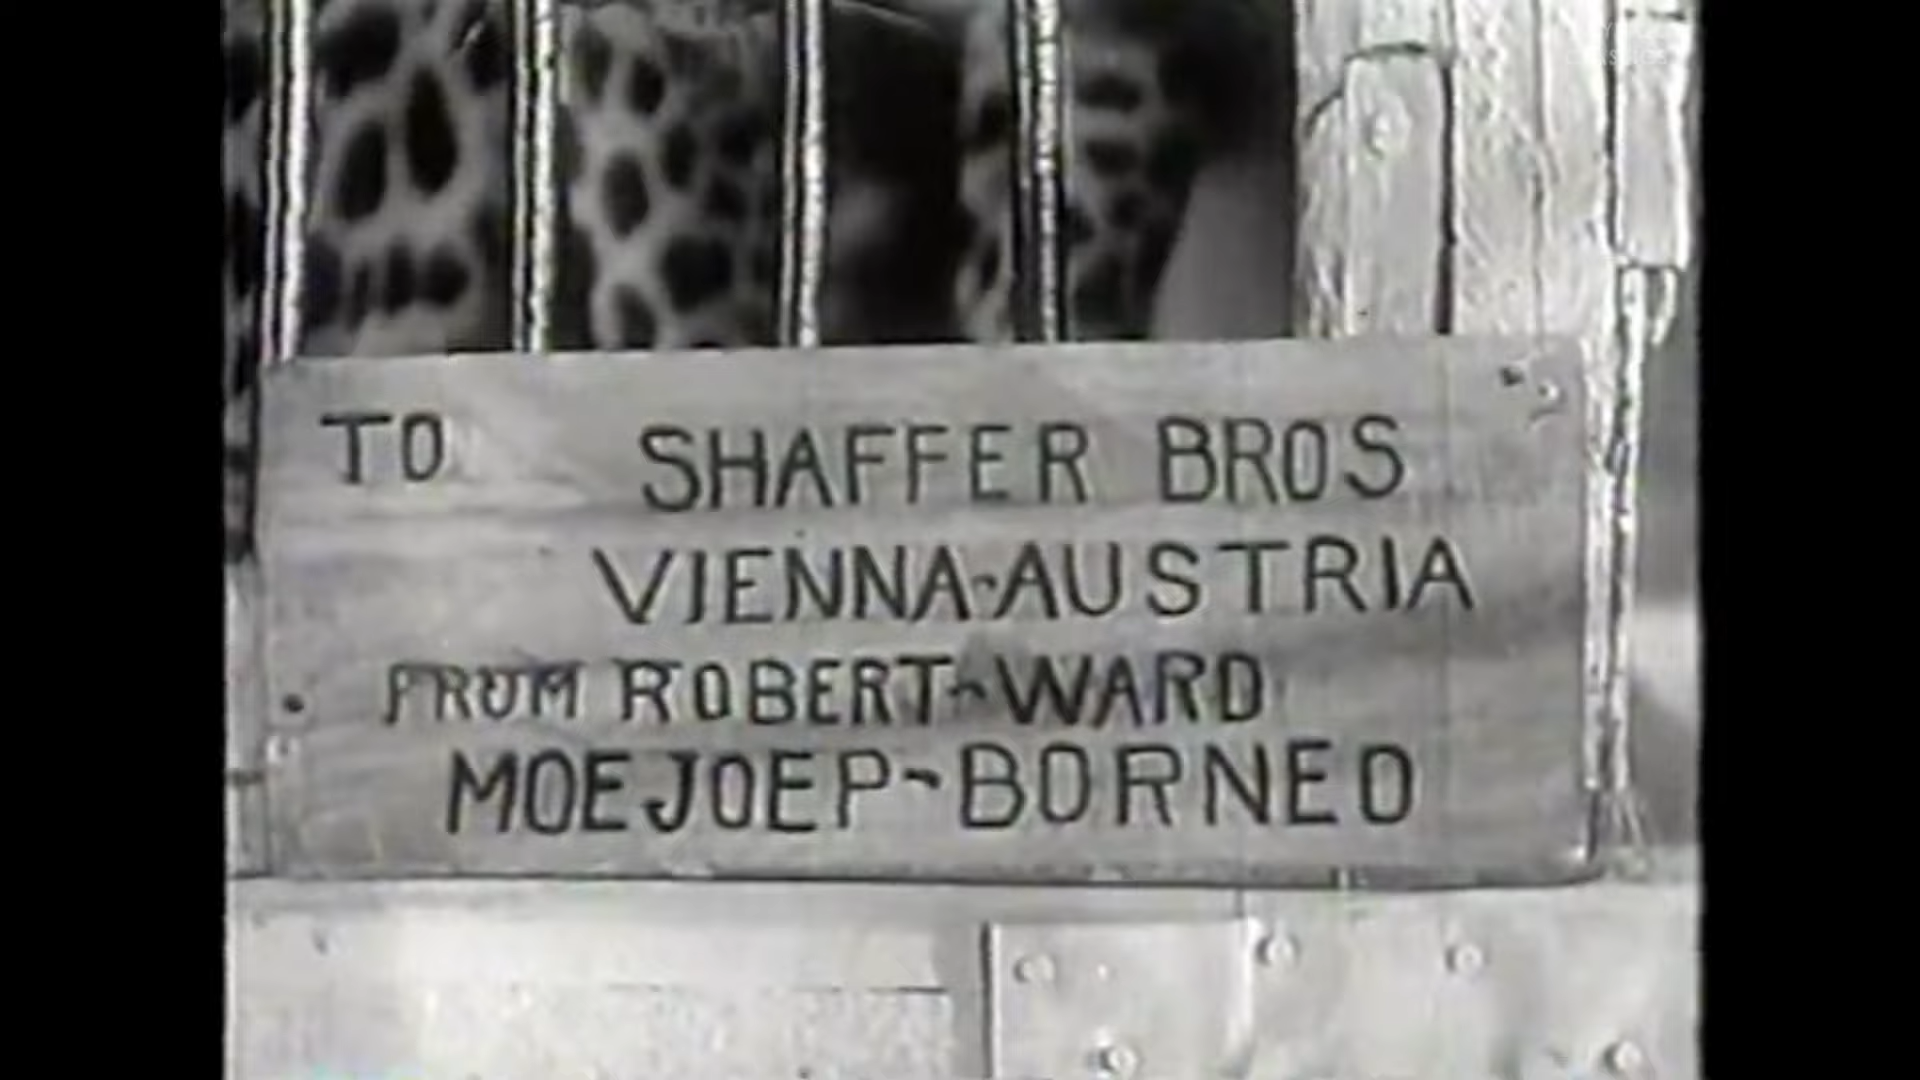 TO SHAFFER BROS
VIENNA-AUSTRIA
FROM ROBERT-WARD
MOEJOEP-BORNEO